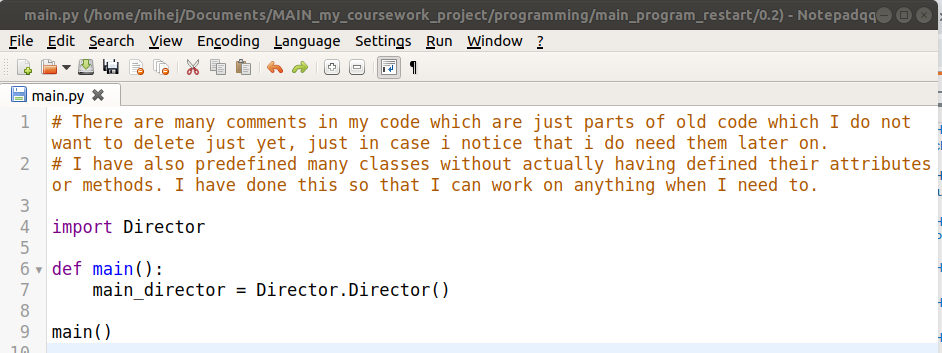 main.py (/home/mihej/Documents/MAIN_my_coursework_project/programming/main_program_restart/0.2) - Notepadqq
File Edit Search View Encoding Language Settings Run Window ?
main.py
1 # There are many comments in my code which are just parts of old code which I do not
want to delete just yet, just in case i notice that i do need them later on.
2 # I have also predefined many classes without actually having defined their attributes
or methods. I have done this so that I can work on anything when I need to.
3
4 import Director
5
6 def main():
7     main_director = Director.Director()
8
9 main()
10